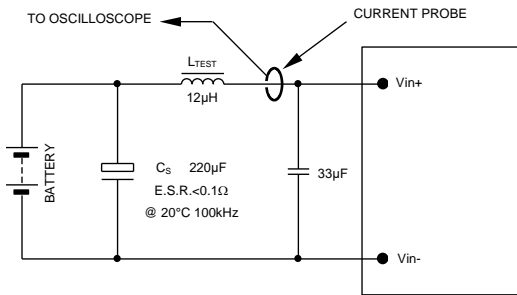 TO OSCILLOSCOPE
CURRENT PROBE
LTEST
12µH
Vin+
BATTERY
CS 220µF
E.S.R.<0.1Ω
@ 20°C 100kHz
33µF
Vin-